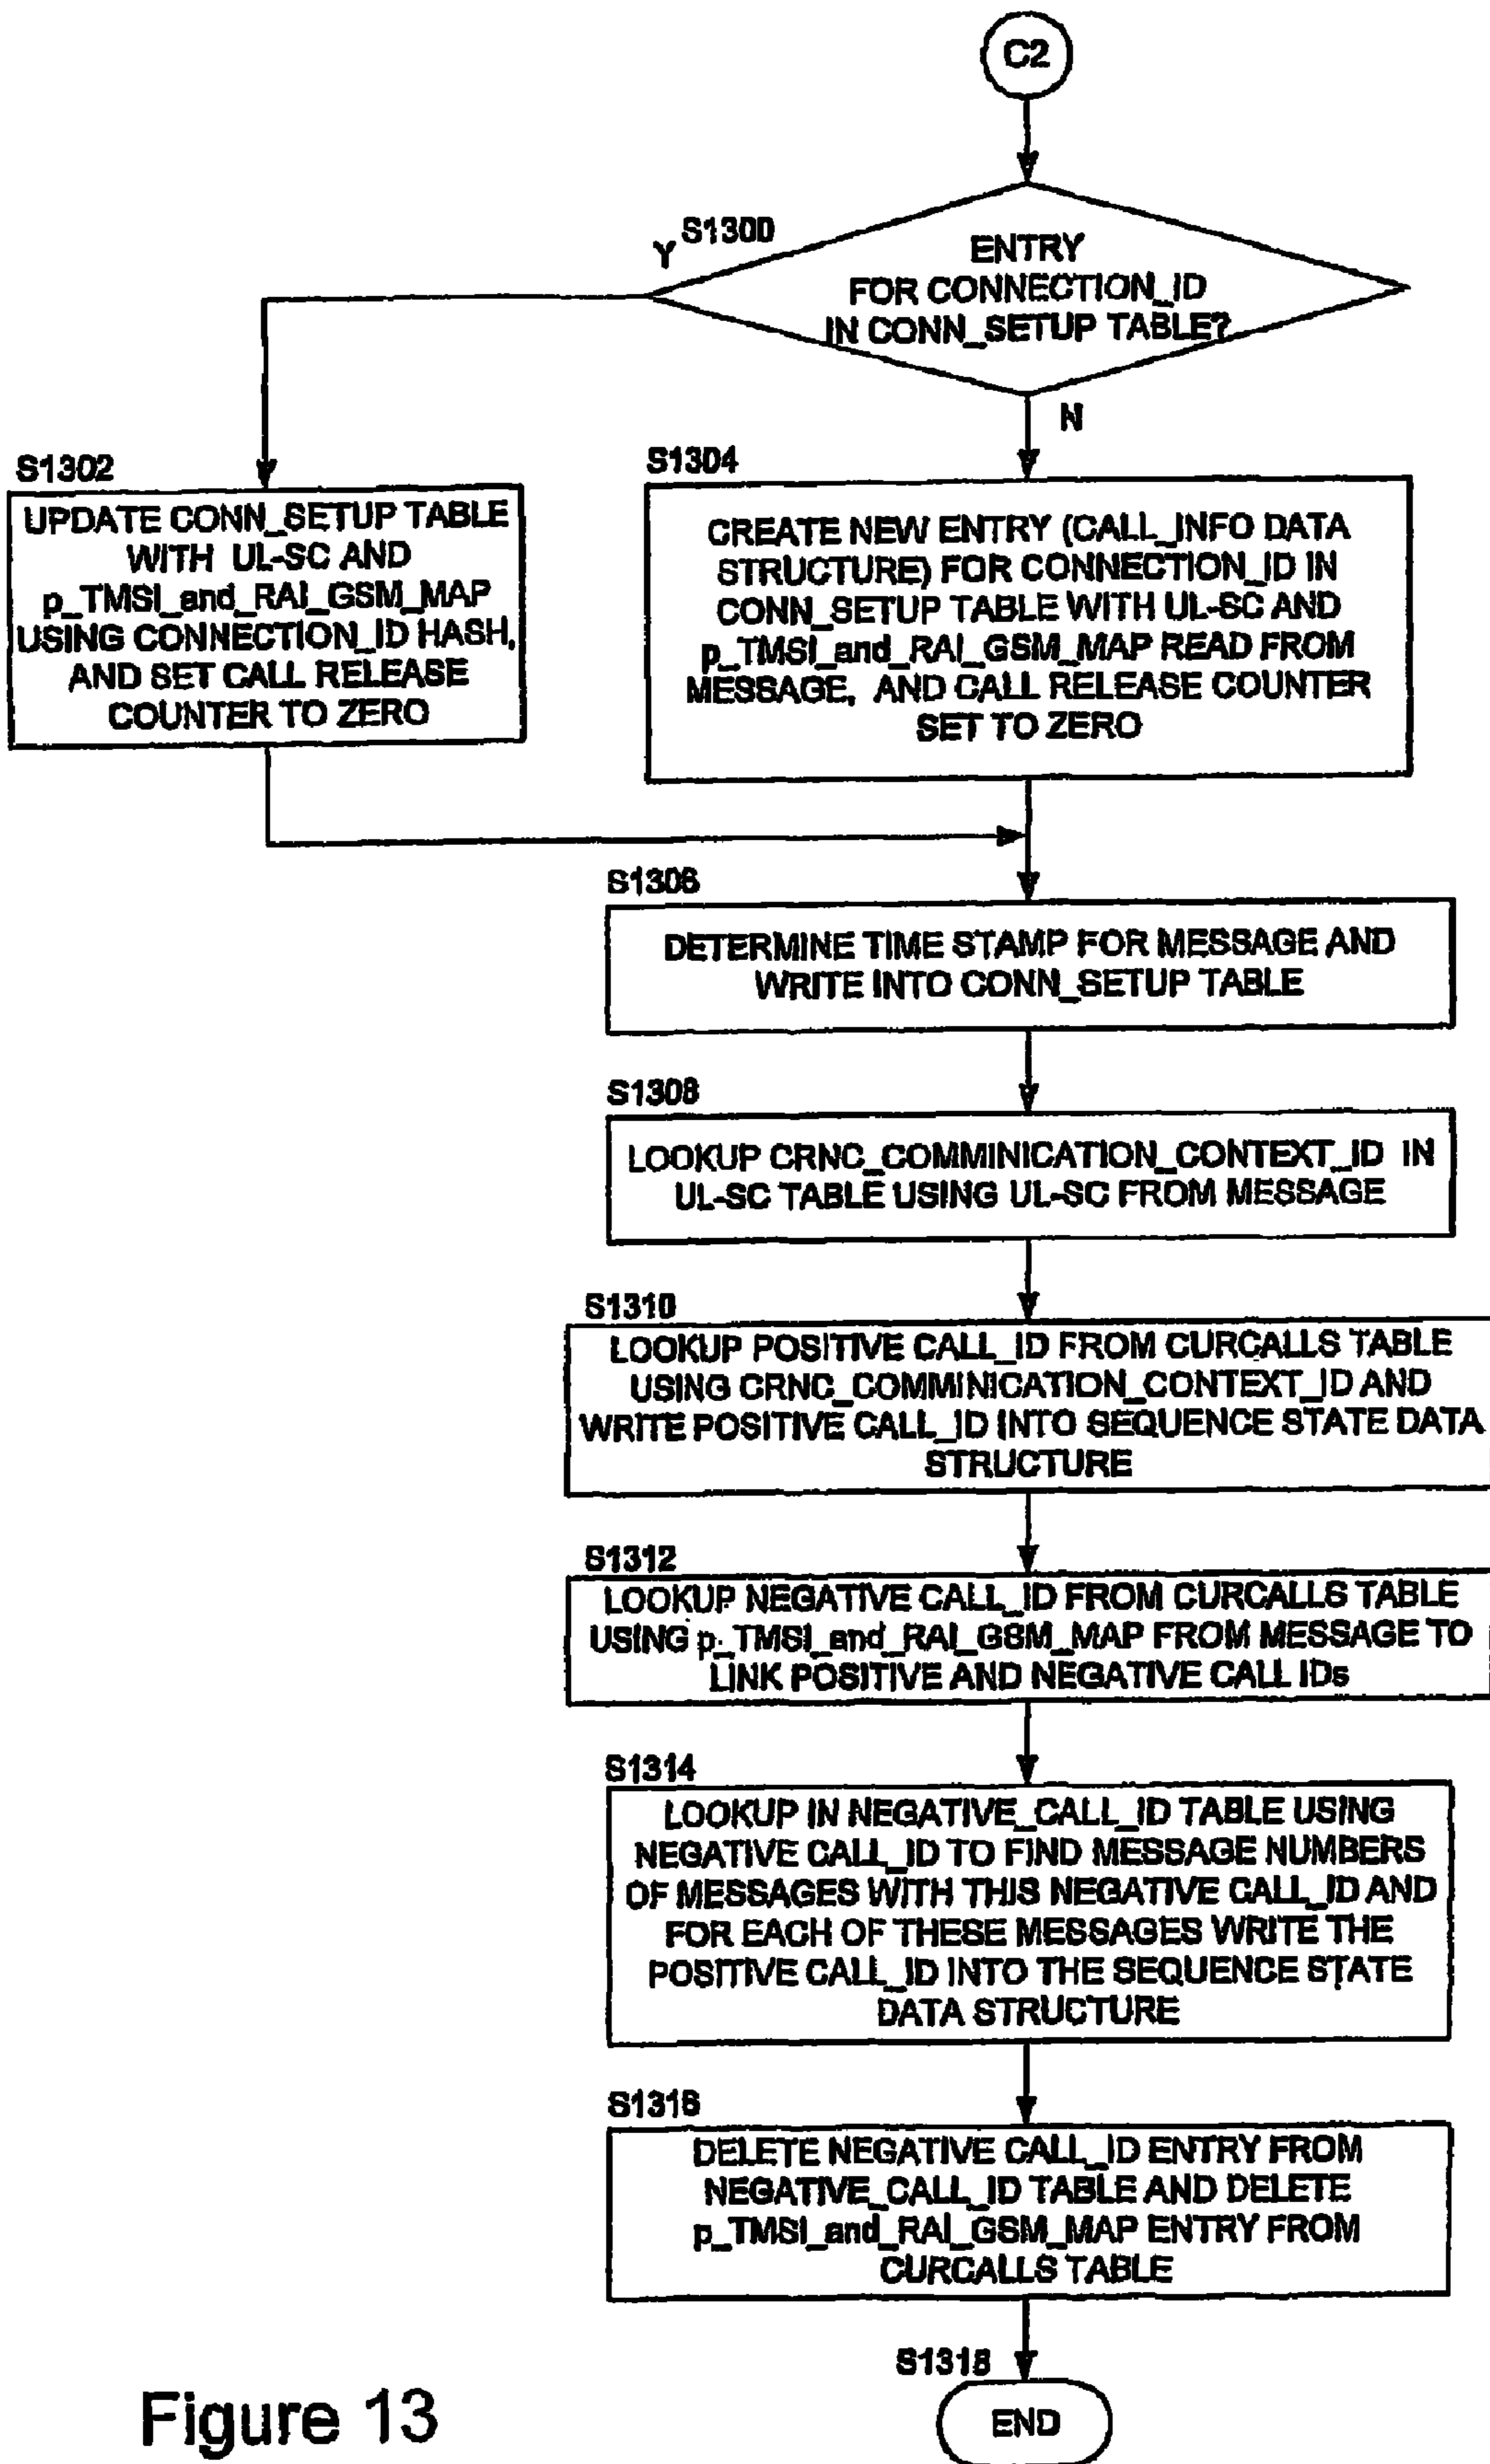 C2
Y S1300
ENTRY
FOR CONNECTION_ID
IN CONN_SETUP TABLE?
N
S1302
UPDATE CONN_SETUP TABLE
WITH UL-SC AND
p_TMSI_and_RAI_GSM_MAP
USING CONNECTION_ID HASH,
AND SET CALL RELEASE
COUNTER TO ZERO
S1304
CREATE NEW ENTRY (CALL_INFO DATA
STRUCTURE) FOR CONNECTION_ID IN
CONN_SETUP TABLE WITH UL-SC AND
p_TMSI_and_RAI_GSM_MAP READ FROM
MESSAGE, AND CALL RELEASE COUNTER
SET TO ZERO
S1306
DETERMINE TIME STAMP FOR MESSAGE AND
WRITE INTO CONN_SETUP TABLE
S1308
LOOKUP CRNC_COMMINICATION_CONTEXT_ID IN
UL-SC TABLE USING UL-SC FROM MESSAGE
S1310
LOOKUP POSITIVE CALL_ID FROM CURCALLS TABLE
USING CRNC_COMMINICATION_CONTEXT_ID AND
WRITE POSITIVE CALL_ID INTO SEQUENCE STATE DATA
STRUCTURE
S1312
LOOKUP NEGATIVE CALL_ID FROM CURCALLS TABLE
USING p_TMSI_and_RAI_GSM_MAP FROM MESSAGE TO
LINK POSITIVE AND NEGATIVE CALL IDs
S1314
LOOKUP IN NEGATIVE_CALL_ID TABLE USING
NEGATIVE CALL_ID TO FIND MESSAGE NUMBERS
OF MESSAGES WITH THIS NEGATIVE CALL_ID AND
FOR EACH OF THESE MESSAGES WRITE THE
POSITIVE CALL_ID INTO THE SEQUENCE STATE
DATA STRUCTURE
S1316
DELETE NEGATIVE CALL_ID ENTRY FROM
NEGATIVE_CALL_ID TABLE AND DELETE
p_TMSI_and_RAI_GSM_MAP ENTRY FROM
CURCALLS TABLE
S1318
END
Figure 13